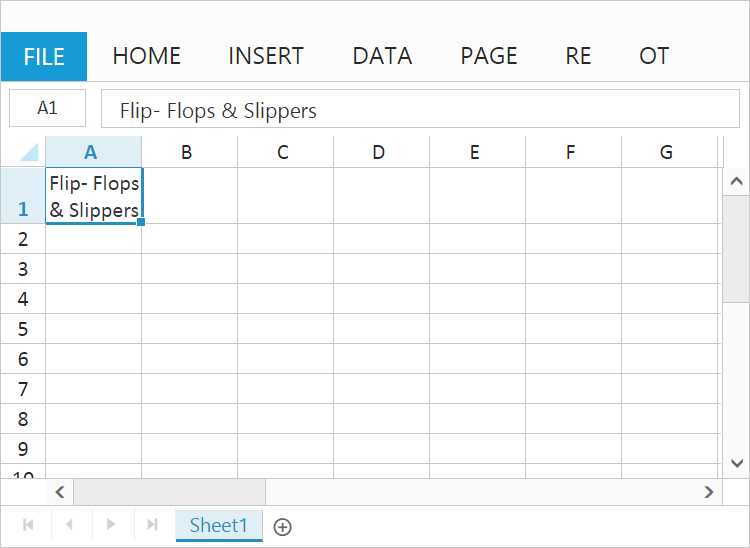 FILE HOME INSERT DATA PAGE RE OT
A1 Flip- Flops & Slippers
A B C D E F G
Flip- Flops
1 & Slippers
2
3
4
5
6
7
8
9
10
Sheet1